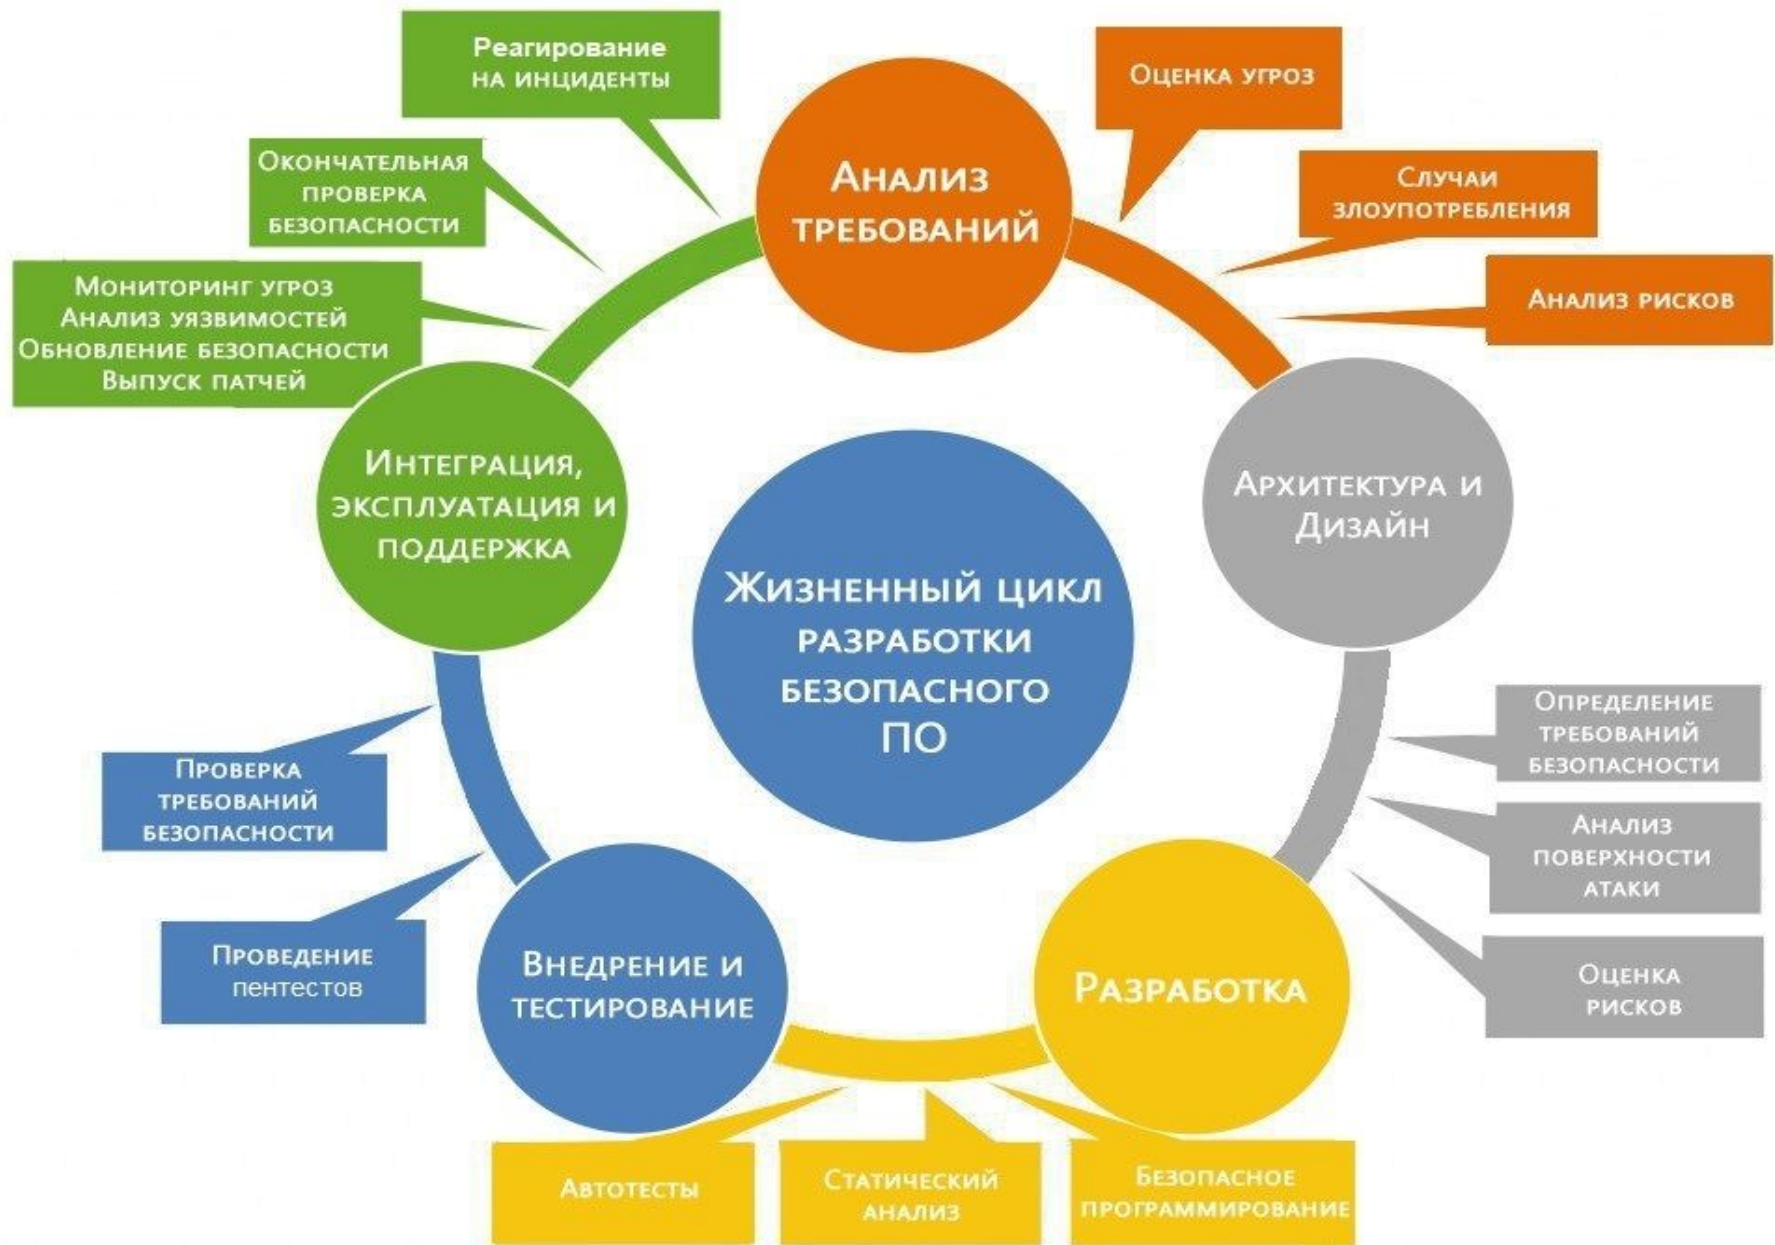 Реагирование
на инциденты
Оценка угроз
Окончательная
проверка
безопасности
Анализ
требований
Случаи
злоупотребления
Мониторинг угроз
Анализ уязвимостей
Обновление безопасности
Выпуск патчей
Анализ рисков
Интеграция,
эксплуатация и
поддержка
Архитектура и
Дизайн
Жизненный цикл
разработки
безопасного
ПО
Определение
требований
безопасности
Проверка
требований
безопасности
Анализ
поверхности
атаки
Проведение
пентестов
Внедрение и
тестирование
Разработка
Оценка
рисков
Автотесты
Статический
анализ
Безопасное
программирование